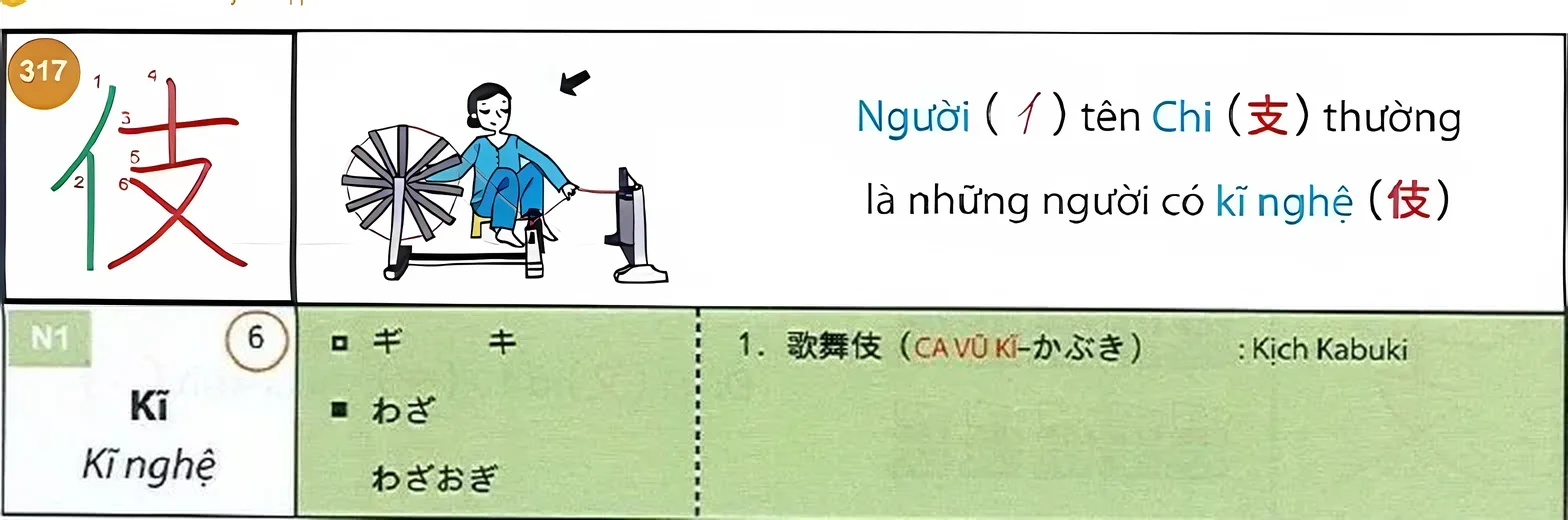 317
1
4
3
2
5
6
伎
Người (亻) tên Chi (支) thường
là những người có kĩ nghệ (伎)
N1
6
Kĩ
Kĩ nghệ
ギ キ
わざ
わざおぎ
1. 歌舞伎 (CA VŨ KĨ-かぶき) : Kịch Kabuki